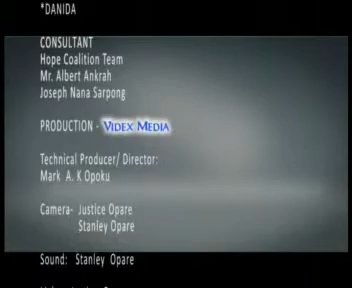 *DANIDA
CONSULTANT
Hope Coalition Team
Mr. Albert Ankrah
Joseph Nana Sarpong
PRODUCTION - VIDEX MEDIA
Technical Producer/ Director:
Mark A. K Opoku
Camera- Justice Opare
Stanley Opare
Sound: Stanley Opare